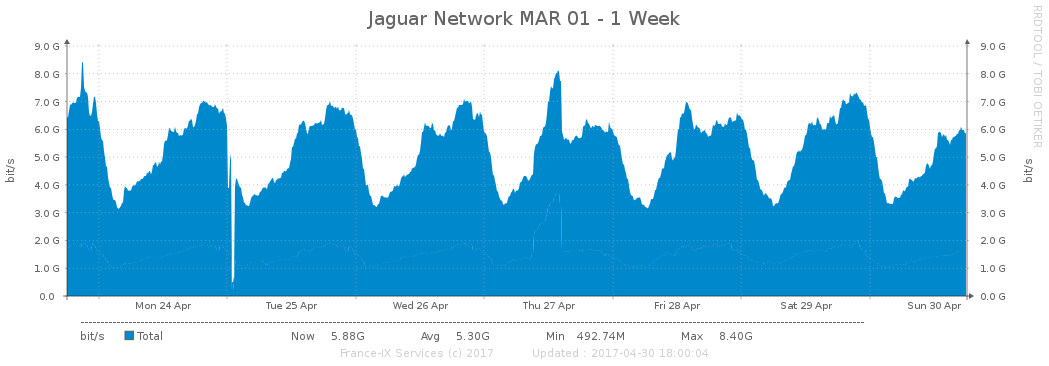 Jaguar Network MAR 01 - 1 Week
RRDTOOL / TOBI OETIKER
bit/s
9.0 G 9.0 G
8.0 G 8.0 G
7.0 G 7.0 G
6.0 G 6.0 G
5.0 G 5.0 G
4.0 G 4.0 G
3.0 G 3.0 G
2.0 G 2.0 G
1.0 G 1.0 G
0.0 0.0 G
bit/s
Mon 24 Apr Tue 25 Apr Wed 26 Apr Thu 27 Apr Fri 28 Apr Sat 29 Apr Sun 30 Apr
bit/s Total Now 5.88G Avg 5.30G Min 492.74M Max 8.40G
France-IX Services (c) 2017 Updated : 2017-04-30 18:00:04